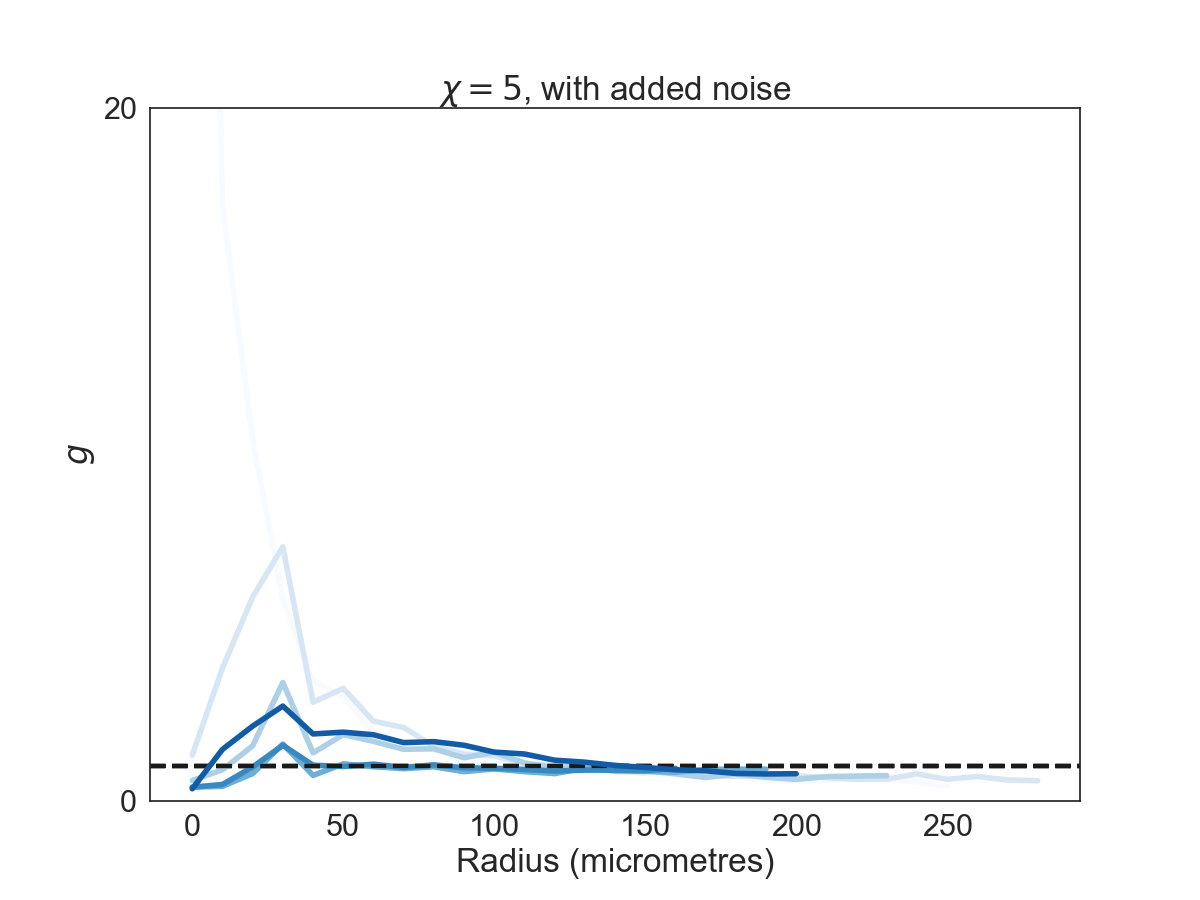 χ = 5, with added noise
20
g
0
0 50 100 150 200 250
Radius (micrometres)